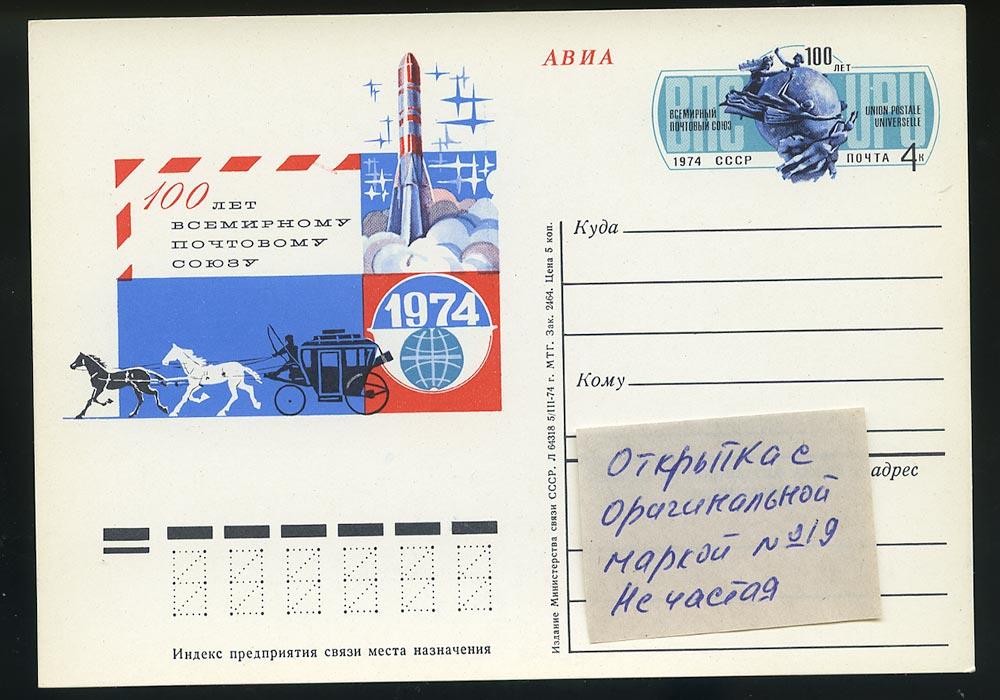 АВИА
100 ЛЕТ
ВПС UPU
ВСЕМИРНЫЙ
ПОЧТОВЫЙ СОЮЗ
UNION POSTALE
UNIVERSELLE
1974 СССР
ПОЧТА 4К
100 ЛЕТ
ВСЕМИРНОМУ
ПОЧТОВОМУ
СОЮЗУ
1974
Издание Министерства связи СССР. Л 64318 5/III-74 г. МТГ. Зак. 2464. Цена 5 коп.
Куда
Кому
адрес
Открытка с
оригинальной
маркой №19
Не частая
Индекс предприятия связи места назначения